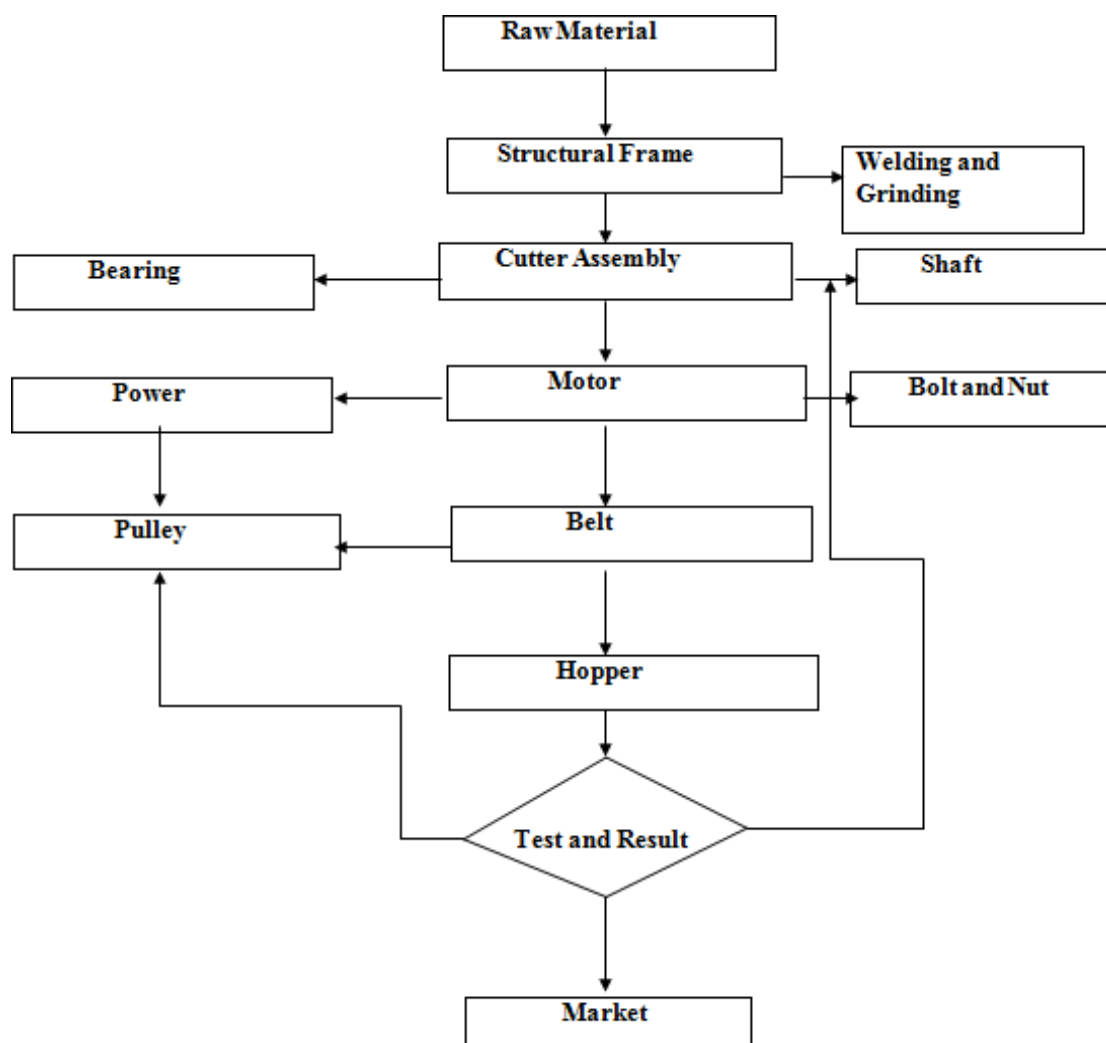 Raw Material
Structural Frame
Welding and
Grinding
Cutter Assembly
Bearing
Shaft
Motor
Power
Bolt and Nut
Belt
Pulley
Hopper
Test and Result
Market